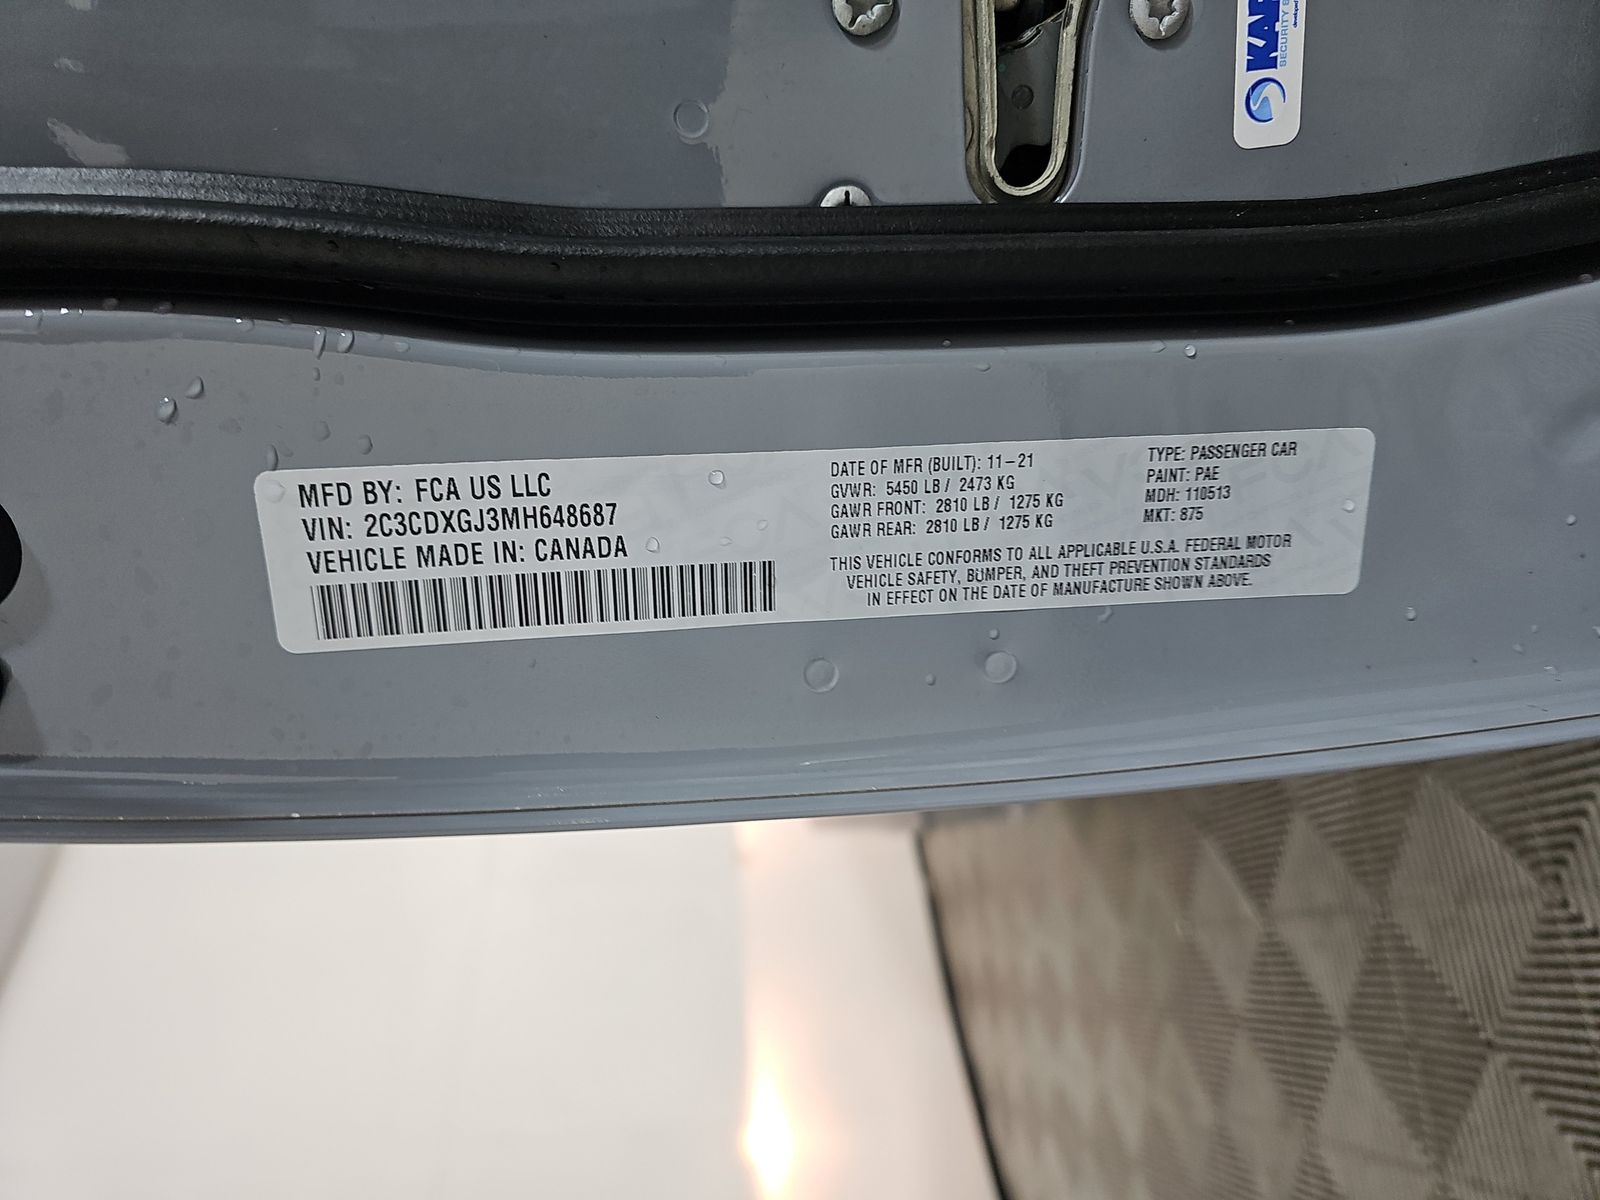 SECURITY
MFD BY: FCA US LLC
VIN: 2C3CDXGJ3MH648687
VEHICLE MADE IN: CANADA
DATE OF MFR (BUILT): 11-21
GVWR: 5450 LB / 2473 KG
GAWR FRONT: 2810 LB / 1275 KG
GAWR REAR: 2810 LB / 1275 KG
TYPE: PASSENGER CAR
PAINT: PAE
MDH: 110513
MKT: 875
THIS VEHICLE CONFORMS TO ALL APPLICABLE U.S.A. FEDERAL MOTOR
VEHICLE SAFETY, BUMPER, AND THEFT PREVENTION STANDARDS
IN EFFECT ON THE DATE OF MANUFACTURE SHOWN ABOVE.